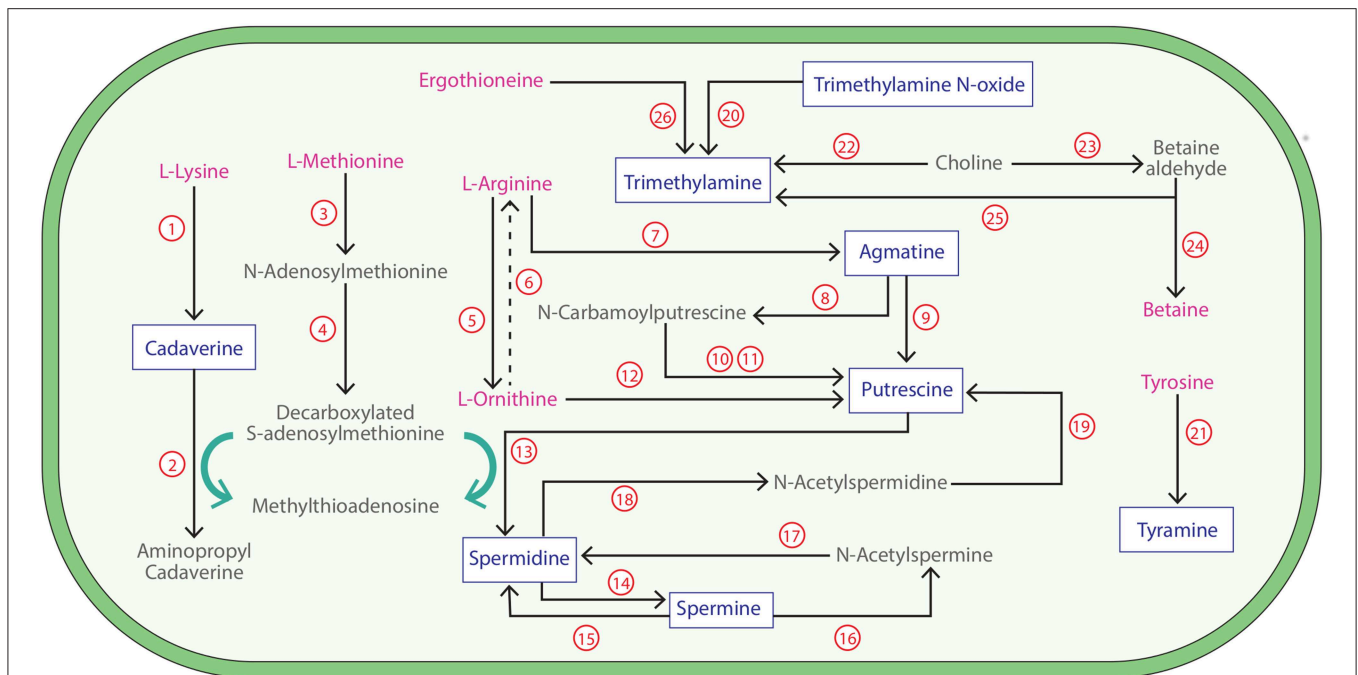 Ergothioneine
Trimethylamine N-oxide
26
20
L-Lysine
L-Methionine
L-Arginine
Trimethylamine
22
Choline
23
Betaine
aldehyde
1
3
7
25
24
N-Adenosylmethionine
Agmatine
6
5
N-Carbamoylputrescine
8
9
Betaine
Cadaverine
4
10
11
12
L-Ornithine
Putrescine
Tyrosine
Decarboxylated
S-adenosylmethionine
2
13
19
21
Methylthioadenosine
18
N-Acetylspermidine
Aminopropyl
Cadaverine
Spermidine
17
N-Acetylspermine
Tyramine
14
Spermine
15
16